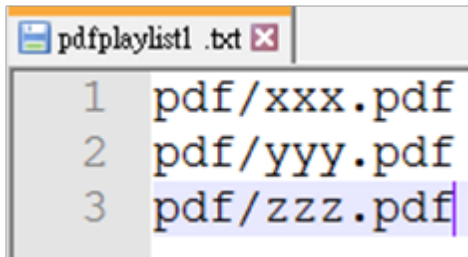 pdfplaylist1 .txt
1 pdf/xxx.pdf
2 pdf/yyy.pdf
3 pdf/zzz.pdf